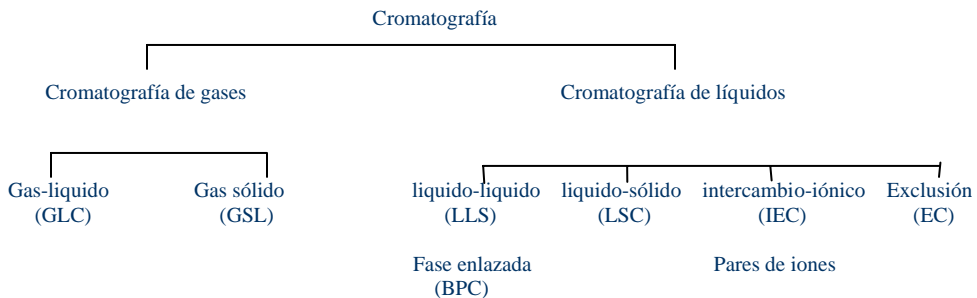 Cromatografía
Cromatografía de gases Cromatografía de líquidos
Gas-liquido Gas sólido liquido-liquido liquido-sólido intercambio-iónico Exclusión
(GLC) (GSL) (LLS) (LSC) (IEC) (EC)
Fase enlazada Pares de iones
(BPC)